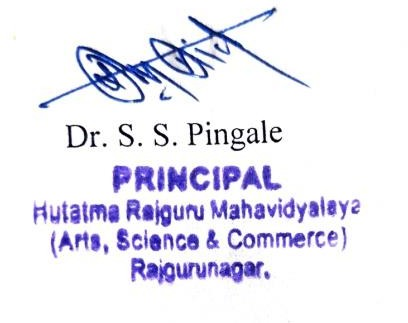 Dr. S. S. Pingale
PRINCIPAL
Hutatma Rajguru Mahavidyalaya
(Arts, Science & Commerce)
Rajgurunagar.